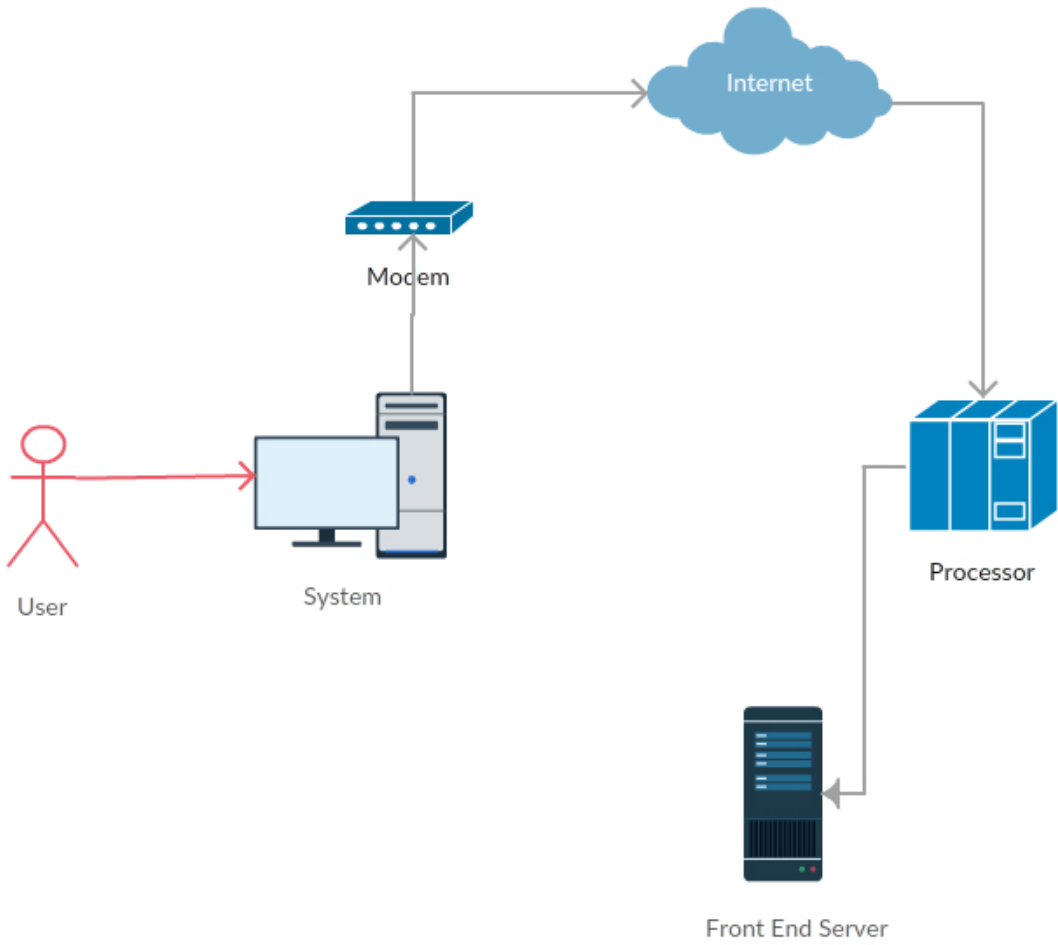 Internet
Modem
User
System
Processor
Front End Server